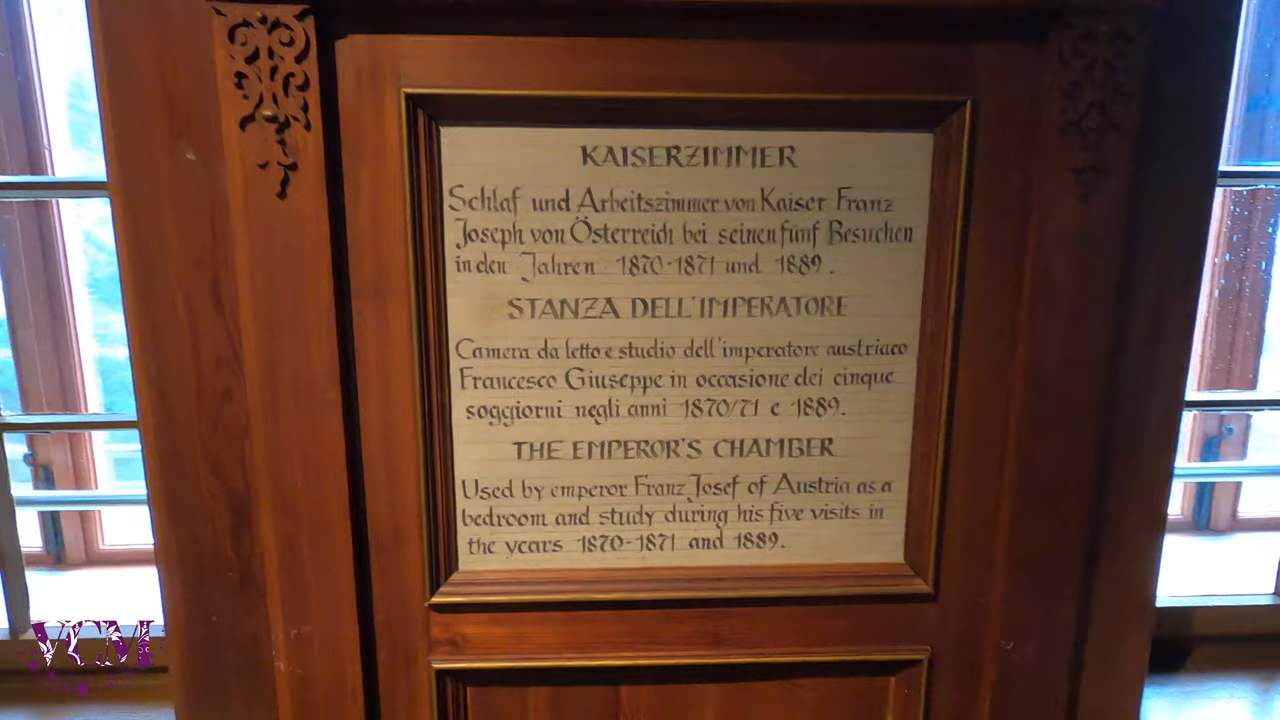 KAISERZIMMER
Schlaf und Arbeitszimmer von Kaiser Franz
Joseph von Österreich bei seinen fünf Besuchen
in den Jahren 1870-1871 und 1889.
STANZA DELL'IMPERATORE
Camera da letto e studio dell'imperatore austriaco
Francesco Giuseppe in occasione dei cinque
soggiorni negli anni 1870/71 e 1889.
THE EMPEROR'S CHAMBER
Used by emperor Franz Josef of Austria as a
bedroom and study during his five visits in
the years 1870-1871 and 1889.
VCM